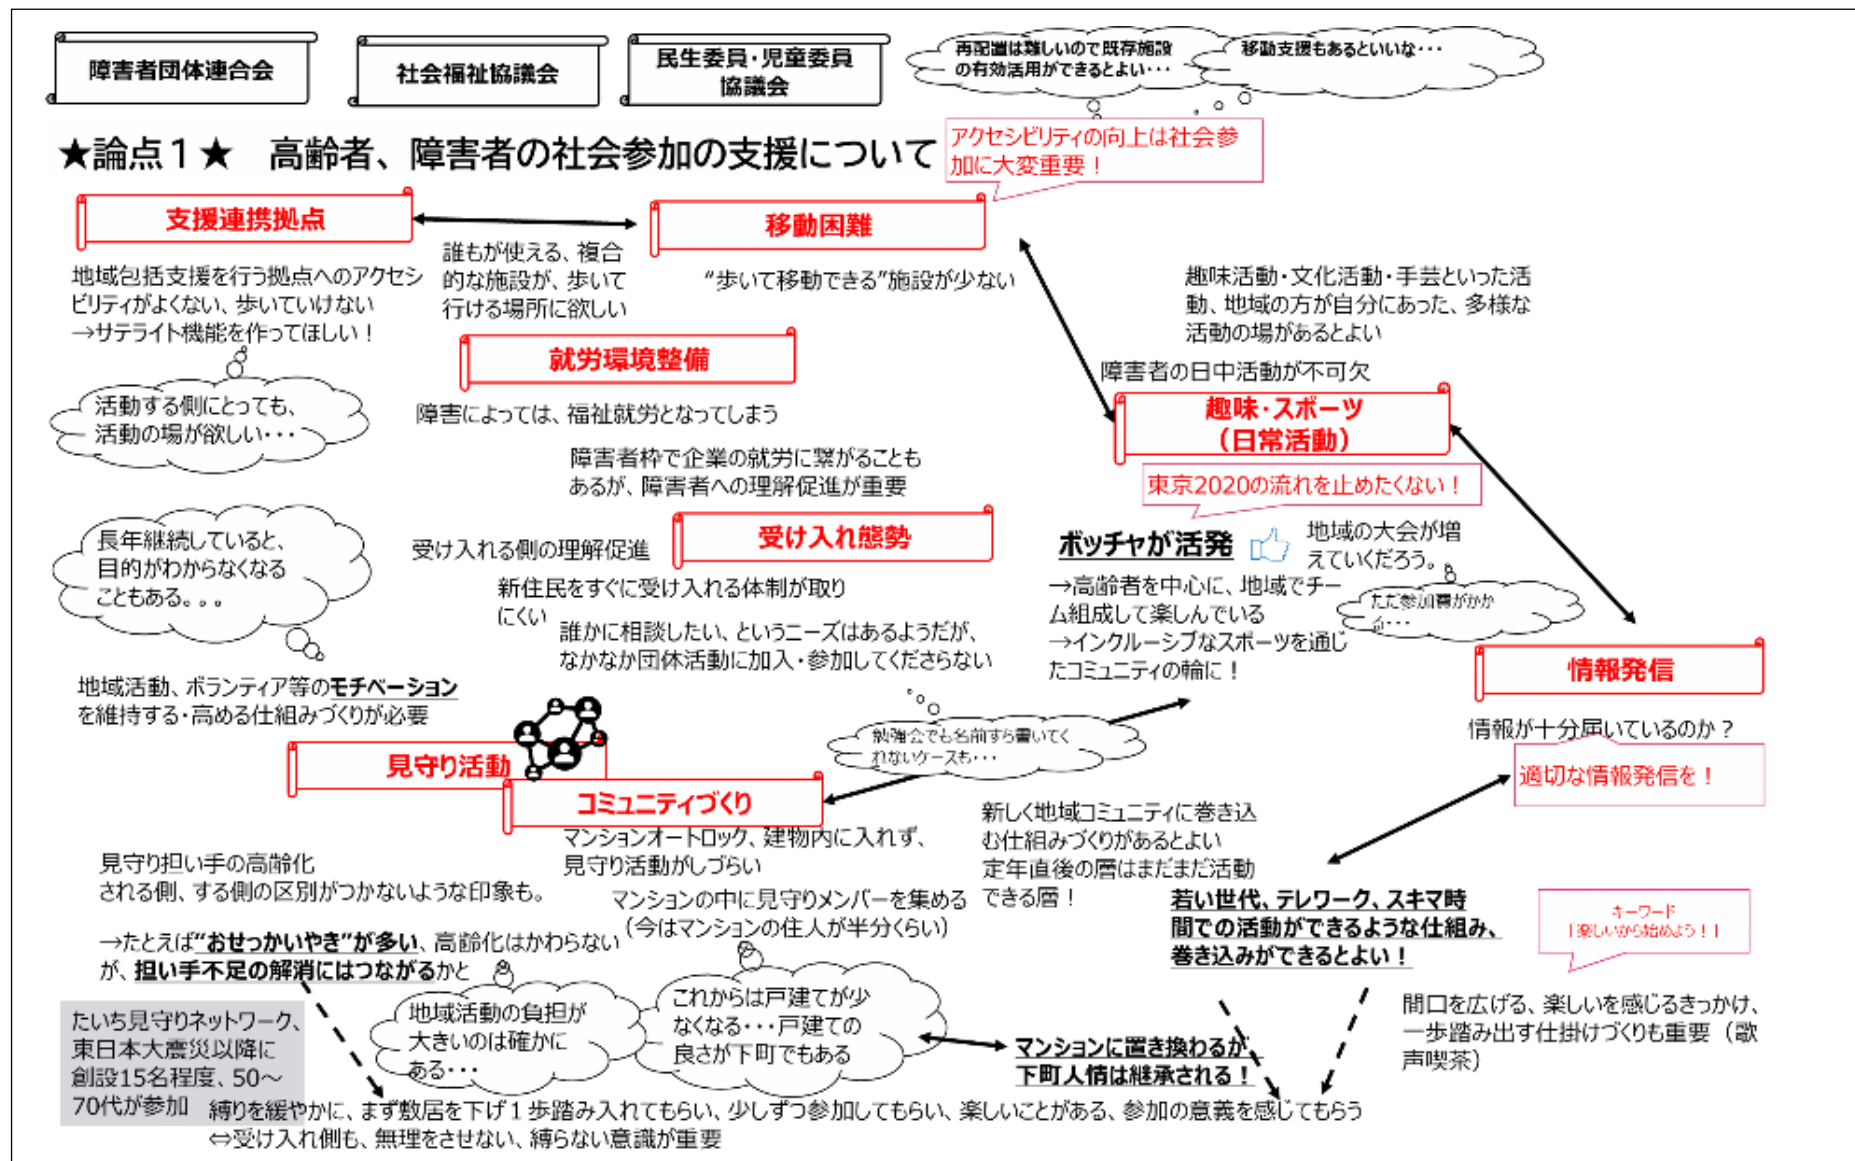 障害者団体連合会
社会福祉協議会
民生委員・児童委員
協議会
再配置は難しいので既存施設
の有効活用ができるとよい・・・
移動支援もあるといいな・・・
★論点１★　高齢者、障害者の社会参加の支援について
アクセシビリティの向上は社会参
加に大変重要！
支援連携拠点
移動困難
地域包括支援を行う拠点へのアクセシ
ビリティがよくない、歩いていけない
→サテライト機能を作ってほしい！
誰もが使える、複合
的な施設が、歩いて
行ける場所に欲しい
“歩いて移動できる”施設が少ない
趣味活動・文化活動・手芸といった活
動、地域の方が自分にあった、多様な
活動の場があるとよい
活動する側にとっても、
活動の場が欲しい・・・
就労環境整備
障害によっては、福祉就労となってしまう
障害者枠で企業の就労に繋がることも
あるが、障害者への理解促進が重要
障害者の日中活動が不可欠
趣味・スポーツ
（日常活動）
東京2020の流れを止めたくない！
長年継続していると、
目的がわからなくなる
こともある。。。
受け入れる側の理解促進
受け入れ態勢
新住民をすぐに受け入れる体制が取り
にくい
誰かに相談したい、というニーズはあるようだが、
なかなか団体活動に加入・参加してくださらない
ボッチャが活発
地域の大会が増
えていくだろう。
→高齢者を中心に、地域でチー
ム組成して楽しんでいる
→インクルーシブなスポーツを通じ
たコミュニティの輪に！
ただ参加費がかか
る・・・
情報発信
情報が十分届いているのか？
適切な情報発信を！
地域活動、ボランティア等のモチベーション
を維持する・高める仕組みづくりが必要
勉強会でも名前すら書いてく
れないケースも・・・
見守り活動
コミュニティづくり
マンションオートロック、建物内に入れず、
見守り活動がしづらい
新しく地域コミュニティに巻き込
む仕組みづくりがあるとよい
定年直後の層はまだまだ活動
できる層！
見守り担い手の高齢化
される側、する側の区別がつかないような印象も。
マンションの中に見守りメンバーを集める
（今はマンションの住人が半分くらい）
→たとえば“おせっかいやき”が多い、高齢化はかわらない
が、担い手不足の解消にはつながるかと
若い世代、テレワーク、スキマ時
間での活動ができるような仕組み、
巻き込みができるとよい！
キーワード
「楽しいから始めよう！」
たいち見守りネットワーク、
東日本大震災以降に
創設15名程度、50～
70代が参加
地域活動の負担が
大きいのは確かに
ある・・・
これからは戸建てが少
なくなる・・・戸建ての
良さが下町でもある
マンションに置き換わるが、
下町人情は継承される！
間口を広げる、楽しいを感じるきっかけ、
一歩踏み出す仕掛けづくりも重要（歌
声喫茶）
縛りを緩やかに、まず敷居を下げ１歩踏み入れてもらい、少しずつ参加してもらい、楽しいことがある、参加の意義を感じてもらう
⇔受け入れ側も、無理をさせない、縛らない意識が重要